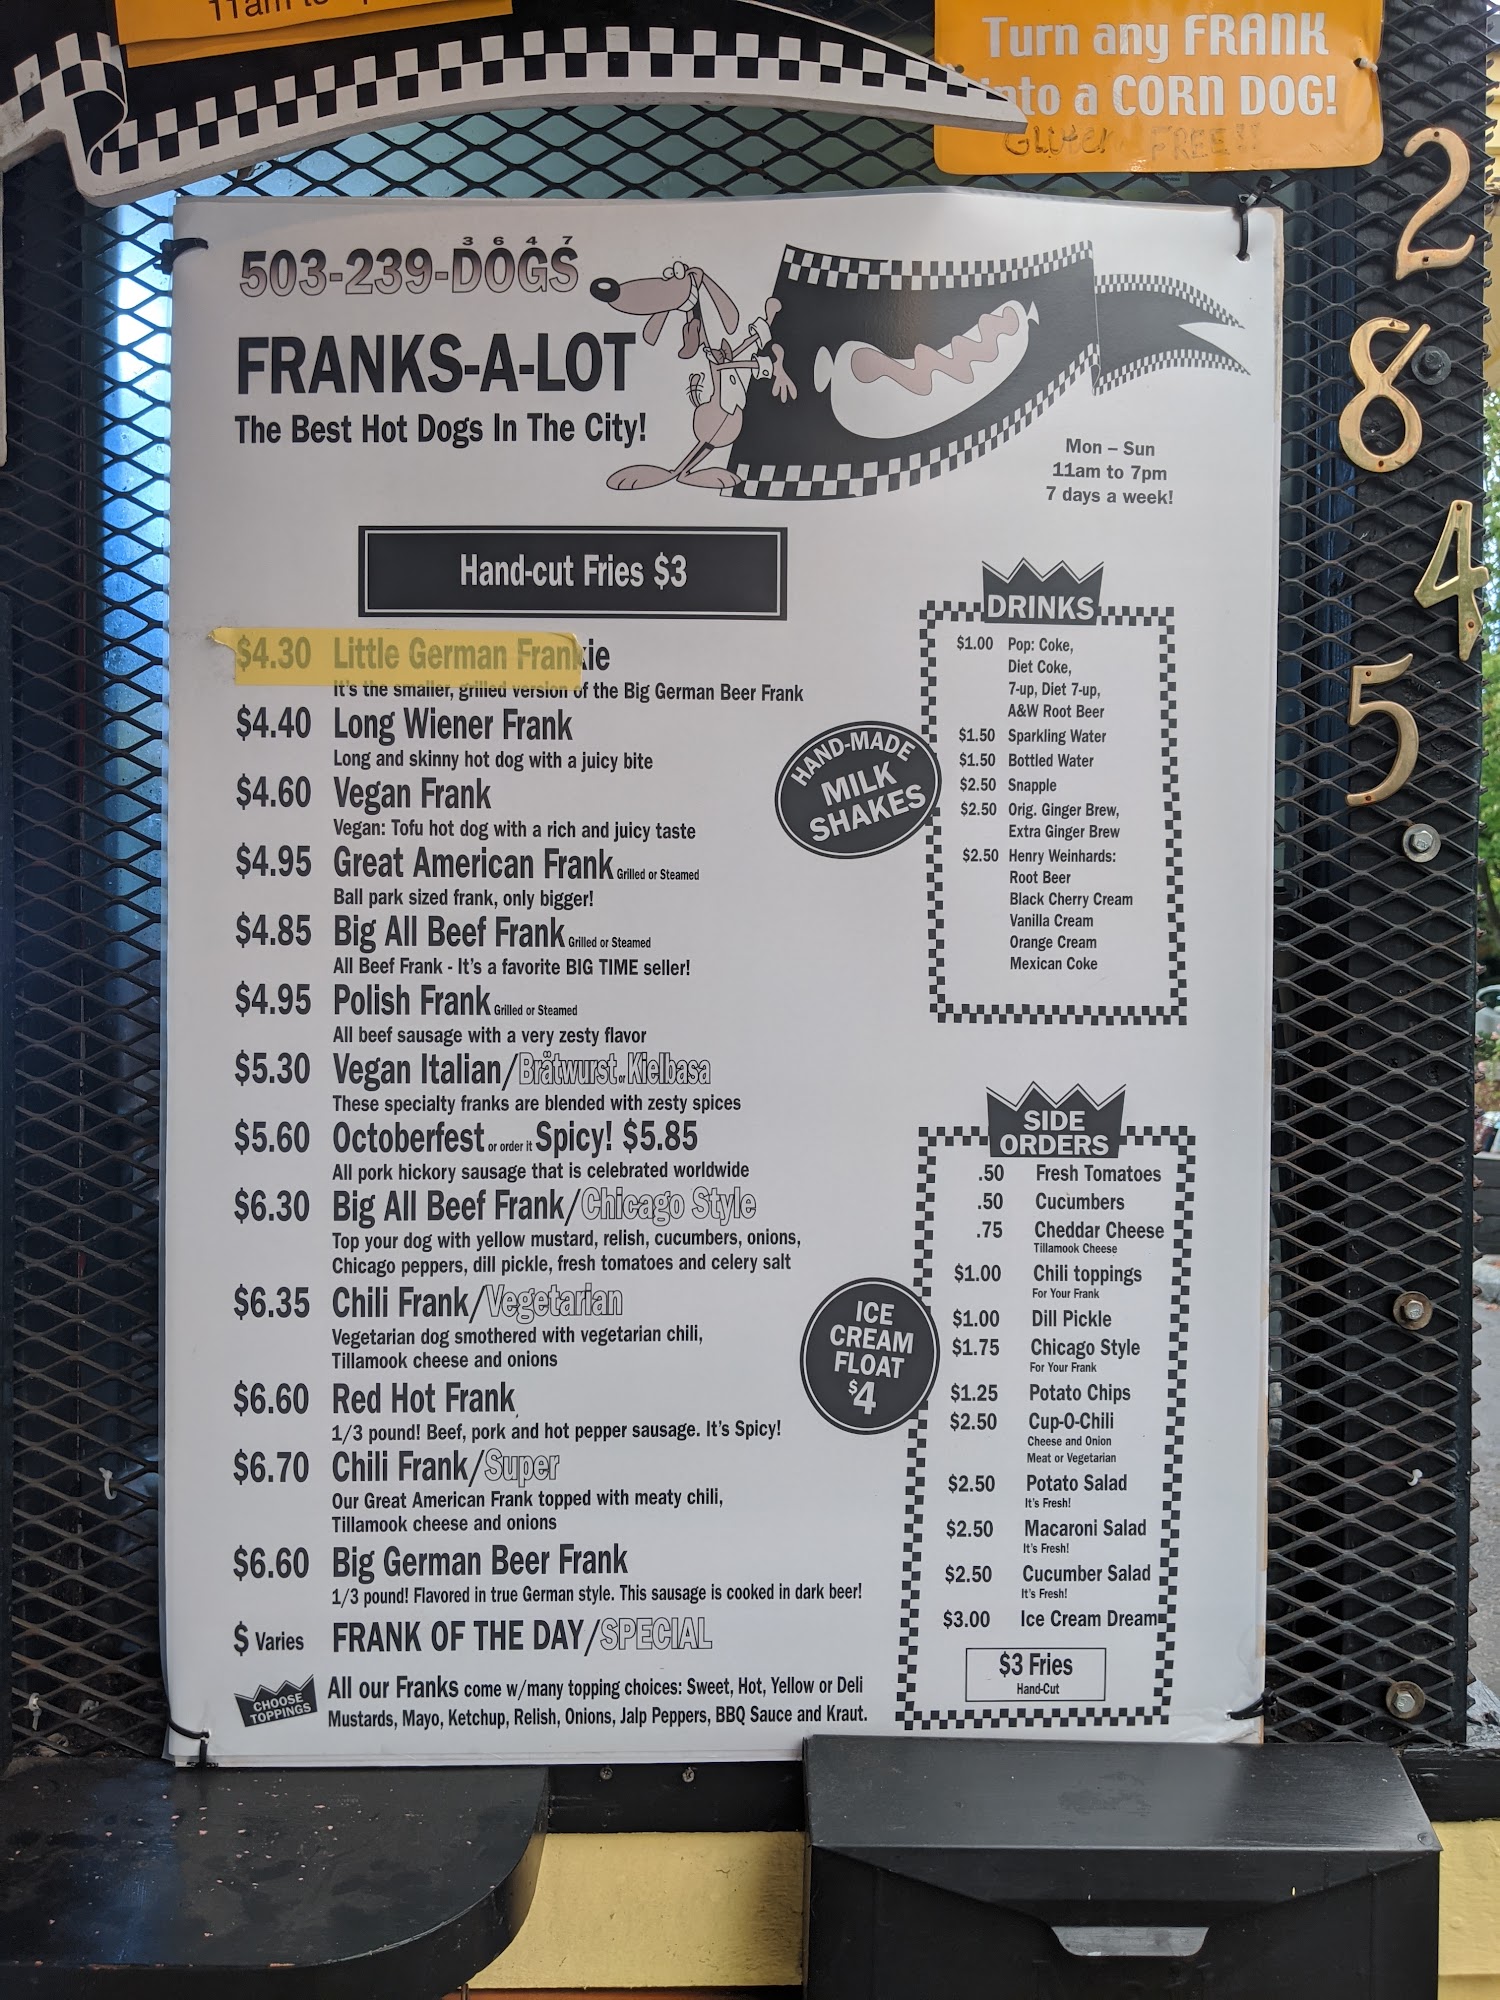 11am to
Turn any FRANK
into a CORN DOG!
Gluten FREE!!
2
8
4
5
3 6 4 7
503-239-DOGS
FRANKS-A-LOT
The Best Hot Dogs In The City!
Mon – Sun
11am to 7pm
7 days a week!
Hand-cut Fries $3
$4.30 Little German Frankie
It's the smaller, grilled version of the Big German Beer Frank
$4.40 Long Wiener Frank
Long and skinny hot dog with a juicy bite
$4.60 Vegan Frank
Vegan: Tofu hot dog with a rich and juicy taste
$4.95 Great American Frank Grilled or Steamed
Ball park sized frank, only bigger!
$4.85 Big All Beef Frank Grilled or Steamed
All Beef Frank - It's a favorite BIG TIME seller!
$4.95 Polish Frank Grilled or Steamed
All beef sausage with a very zesty flavor
$5.30 Vegan Italian/Brätwurst or Kielbasa
These specialty franks are blended with zesty spices
$5.60 Octoberfest or order it Spicy! $5.85
All pork hickory sausage that is celebrated worldwide
$6.30 Big All Beef Frank/Chicago Style
Top your dog with yellow mustard, relish, cucumbers, onions,
Chicago peppers, dill pickle, fresh tomatoes and celery salt
$6.35 Chili Frank/Vegetarian
Vegetarian dog smothered with vegetarian chili,
Tillamook cheese and onions
$6.60 Red Hot Frank
1/3 pound! Beef, pork and hot pepper sausage. It's Spicy!
$6.70 Chili Frank/Super
Our Great American Frank topped with meaty chili,
Tillamook cheese and onions
$6.60 Big German Beer Frank
1/3 pound! Flavored in true German style. This sausage is cooked in dark beer!
$ Varies FRANK OF THE DAY/SPECIAL
CHOOSE
TOPPINGS
All our Franks come w/many topping choices: Sweet, Hot, Yellow or Deli
Mustards, Mayo, Ketchup, Relish, Onions, Jalp Peppers, BBQ Sauce and Kraut.
HAND-MADE
MILK
SHAKES
DRINKS
$1.00 Pop: Coke,
Diet Coke,
7-up, Diet 7-up,
A&W Root Beer
$1.50 Sparkling Water
$1.50 Bottled Water
$2.50 Snapple
$2.50 Orig. Ginger Brew,
Extra Ginger Brew
$2.50 Henry Weinhards:
Root Beer
Black Cherry Cream
Vanilla Cream
Orange Cream
Mexican Coke
ICE
CREAM
FLOAT
$4
SIDE
ORDERS
.50 Fresh Tomatoes
.50 Cucumbers
.75 Cheddar Cheese
Tillamook Cheese
$1.00 Chili toppings
For Your Frank
$1.00 Dill Pickle
$1.75 Chicago Style
For Your Frank
$1.25 Potato Chips
$2.50 Cup-O-Chili
Cheese and Onion
Meat or Vegetarian
$2.50 Potato Salad
It's Fresh!
$2.50 Macaroni Salad
It's Fresh!
$2.50 Cucumber Salad
It's Fresh!
$3.00 Ice Cream Dream
$3 Fries
Hand-Cut